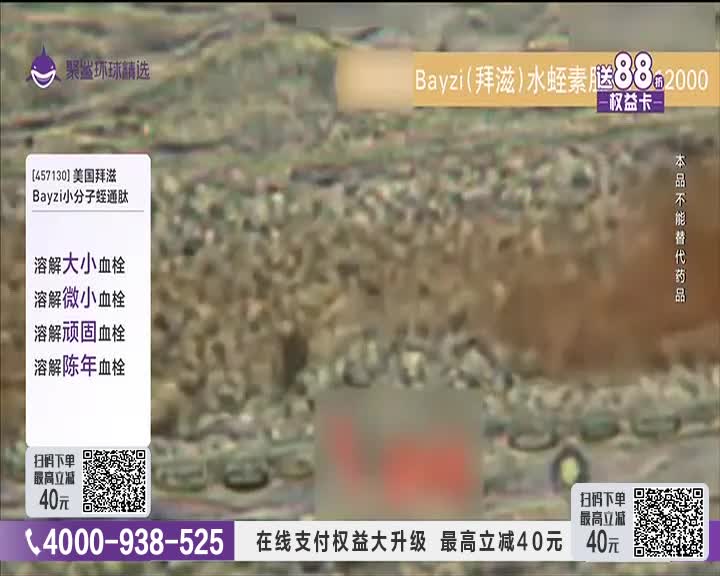 聚鲨环球精选
Bayzi(拜滋)水蛭素肽
2000
送88折
权益卡
[457130] 美国拜滋
Bayzi小分子蛭通肽
溶解大小血栓
溶解微小血栓
溶解顽固血栓
溶解陈年血栓
本品不能替代药品
扫码下单
最高立减
40元
扫码下单
最高立减
40元
4000-938-525
在线支付权益大升级 最高立减40元